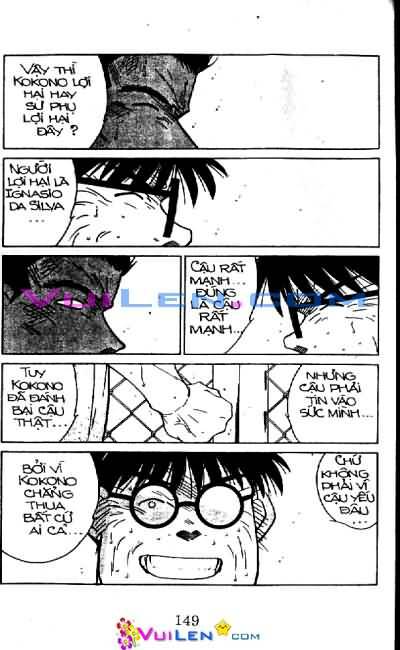 VẬY THÌ
KOKONO LỢI
HẠI HAY
SƯ PHỤ
LỢI HẠI
ĐÂY ?
NGƯỜI
LỢI HẠI LÀ
IGNASIO
DA SILVA
...
CẬU RẤT
MẠNH...
ĐÚNG
LÀ CẬU
RẤT
MẠNH...
VUILEN.COM
TUY
KOKONO
ĐÃ ĐÁNH
BẠI CẬU
THẬT...
NHƯNG
CẬU PHẢI
TIN VÀO
SỨC MÌNH...
BỞI VÌ
KOKONO
CHẲNG
THUA
BẤT CỨ
AI CẢ...
CHỨ
KHÔNG
PHẢI VÌ
CẬU YẾU
ĐÂU
...
149
VUILEN.COM